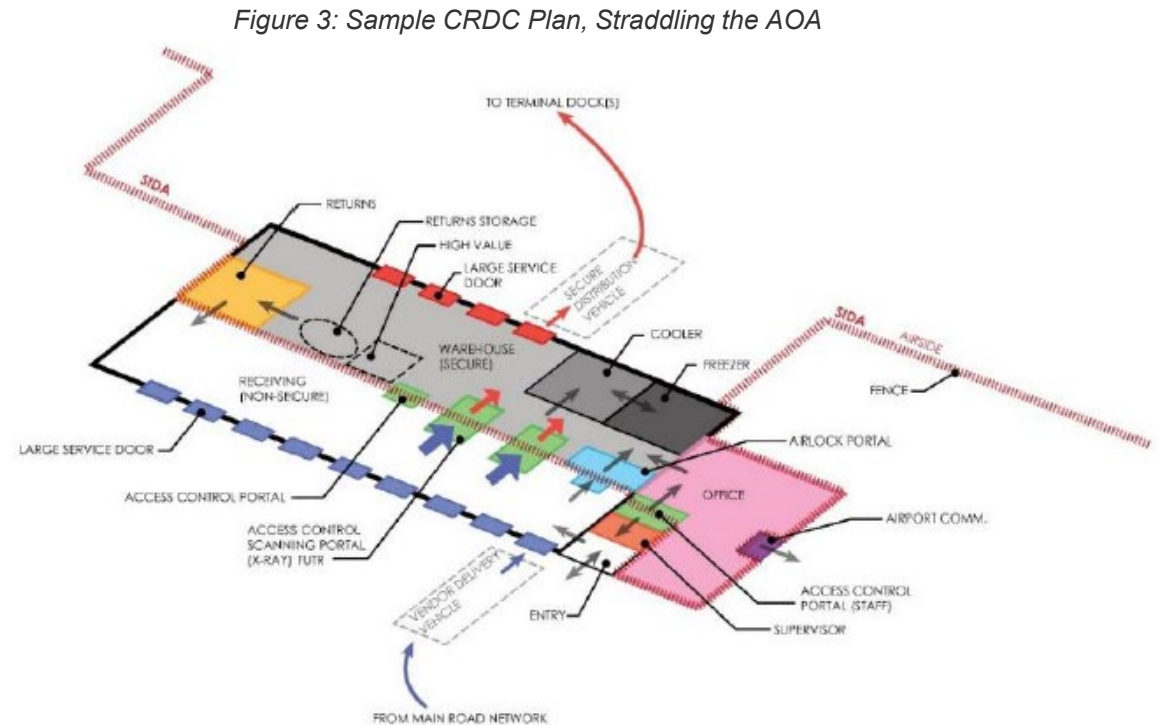 Figure 3: Sample CRDC Plan, Straddling the AOA
TO TERMINAL DOCK(S)
SIDA
RETURNS
RETURNS STORAGE
HIGH VALUE
LARGE SERVICE
DOOR
SECURE
DISTRIBUTION
VEHICLE
WAREHOUSE
(SECURE)
COOLER
FREEZER
SIDA
AIRSIDE
FENCE
RECEIVING
(NON-SECURE)
LARGE SERVICE DOOR
AIRLOCK PORTAL
OFFICE
ACCESS CONTROL PORTAL
AIRPORT COMM.
ACCESS CONTROL
SCANNING PORTAL
(X-RAY) FUTR
VENDOR DELIVERY
VEHICLE
ENTRY
ACCESS CONTROL
PORTAL (STAFF)
SUPERVISOR
FROM MAIN ROAD NETWORK